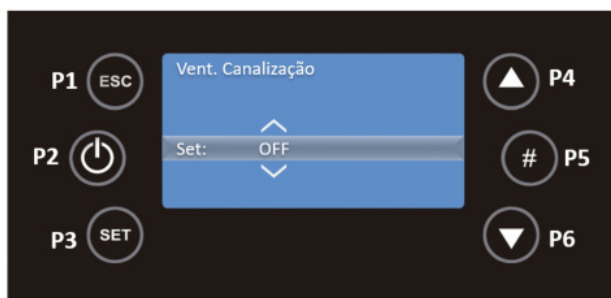 Vent. Canalização
P1 ESC
P4
P2
Set: OFF
# P5
P3 SET
P6